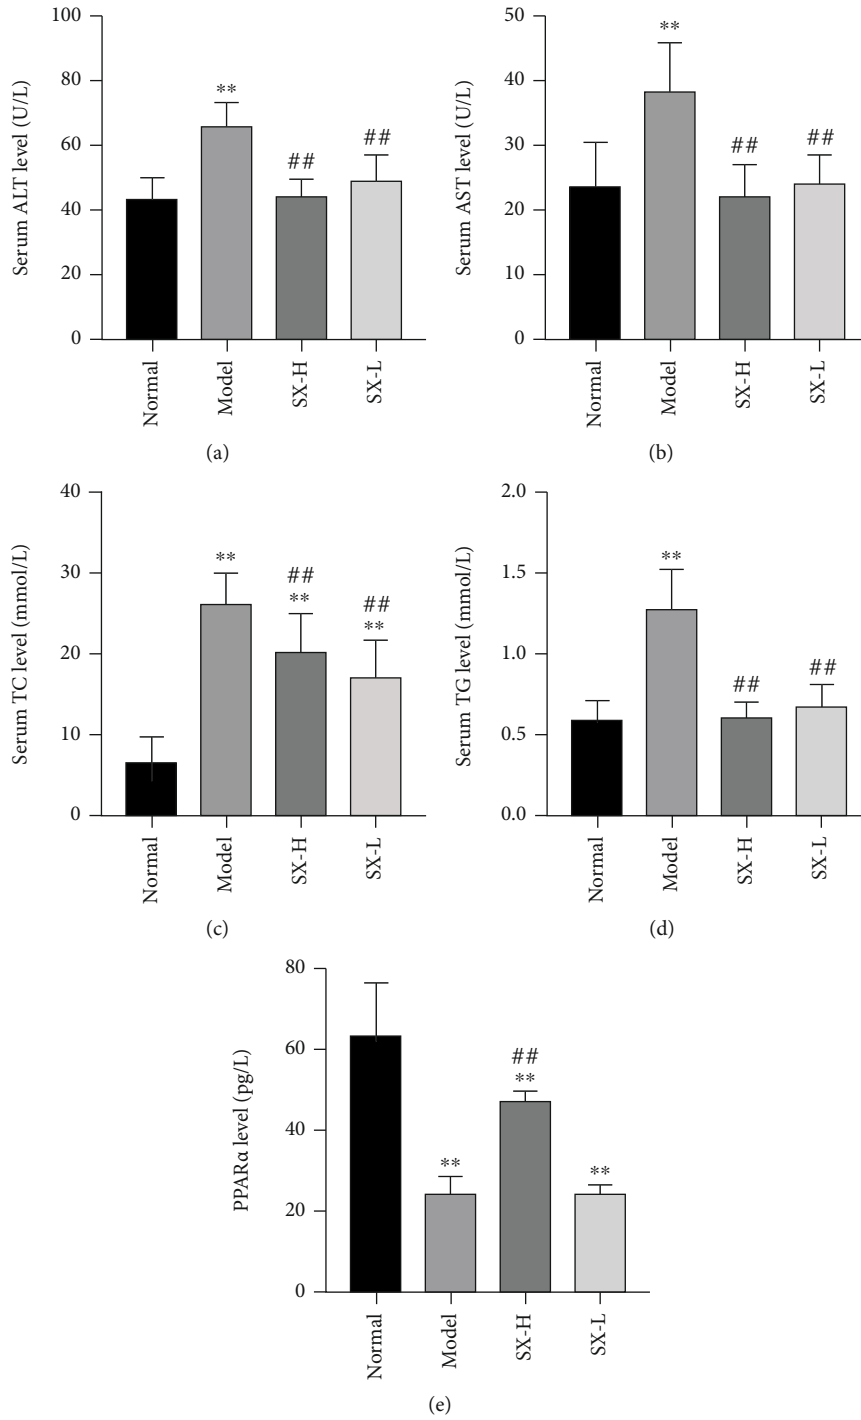 Serum ALT level (U/L)
100
80
60
40
20
0
**
##
##
Normal
Model
SX-H
SX-L
(a)
Serum AST level (U/L)
50
40
30
20
10
0
**
##
##
Normal
Model
SX-H
SX-L
(b)
Serum TC level (mmol/L)
40
30
20
10
0
**
##
**
##
**
Normal
Model
SX-H
SX-L
(c)
Serum TG level (mmol/L)
2.0
1.5
1.0
0.5
0.0
**
##
##
Normal
Model
SX-H
SX-L
(d)
PPARα level (pg/L)
80
60
40
20
0
**
##
**
**
Normal
Model
SX-H
SX-L
(e)